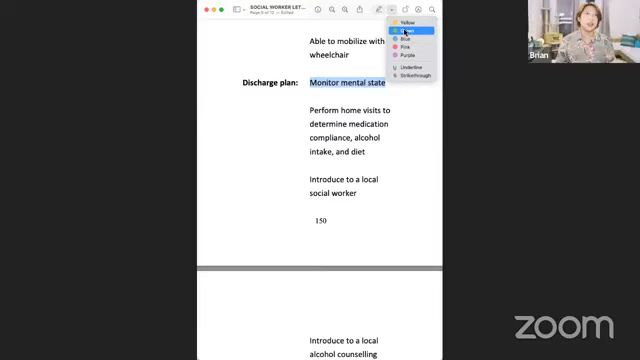 SOCIAL WORKER LET...
Page 9 of 12 – Edited
Yellow
Green
Blue
Pink
Purple
Underline
Strikethrough
S
Brian
Able to mobilize with
wheelchair
Discharge plan: Monitor mental state
Perform home visits to
determine medication
compliance, alcohol
intake, and diet
Introduce to a local
social worker
150
zoom
Introduce to a local
alcohol counselling